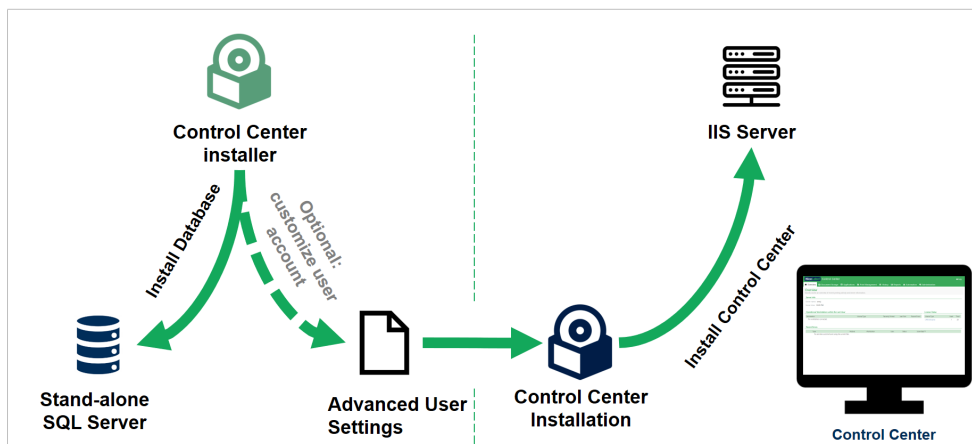 Control Center
installer
IIS Server
Install Database
Optional:
customize user
account
Install Control Center
Stand-alone
SQL Server
Advanced User
Settings
Control Center
Installation
Control Center